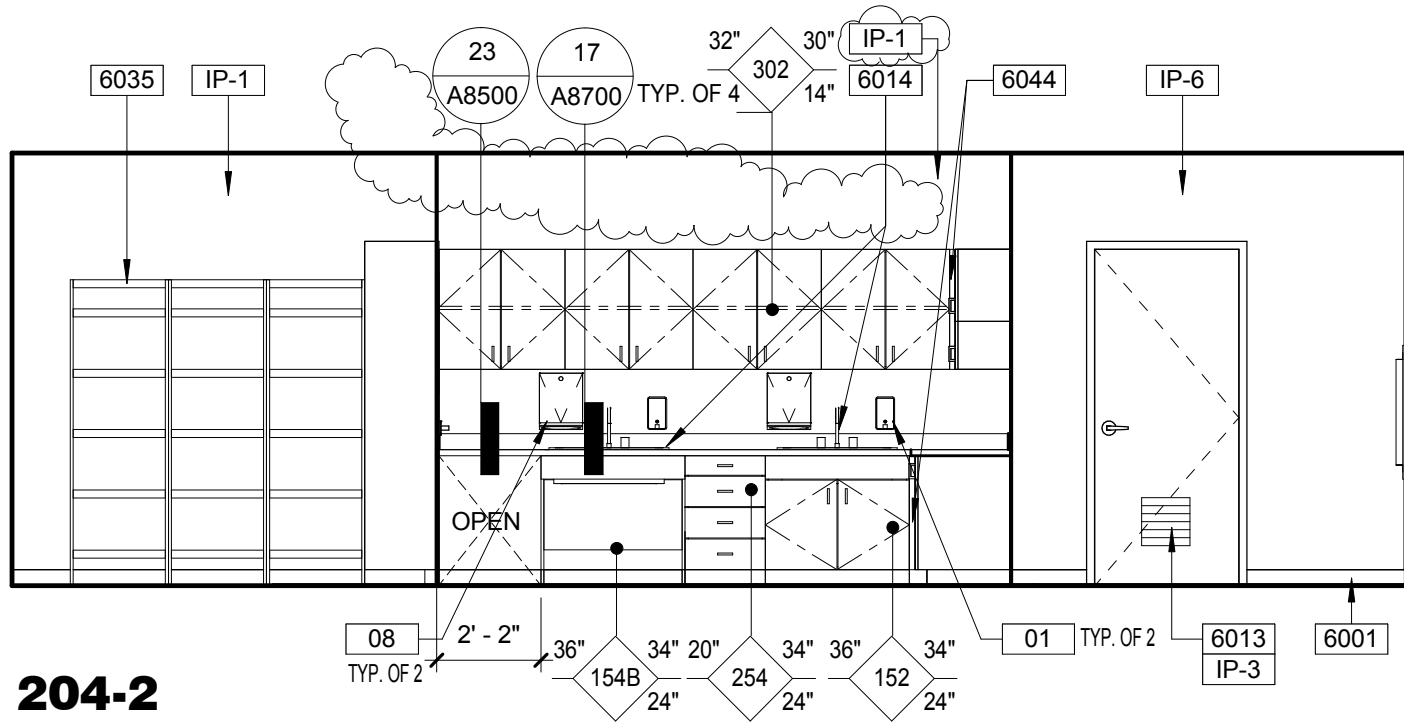 23
A8500
17
A8700
TYP. OF 4
32"
30"
302
14"
IP-1
6035
IP-1
6014
6044
IP-6
OPEN
08
TYP. OF 2
2' - 2"
36"
34"
154B
24"
20"
34"
254
24"
36"
34"
152
24"
01
TYP. OF 2
6013
IP-3
6001
204-2